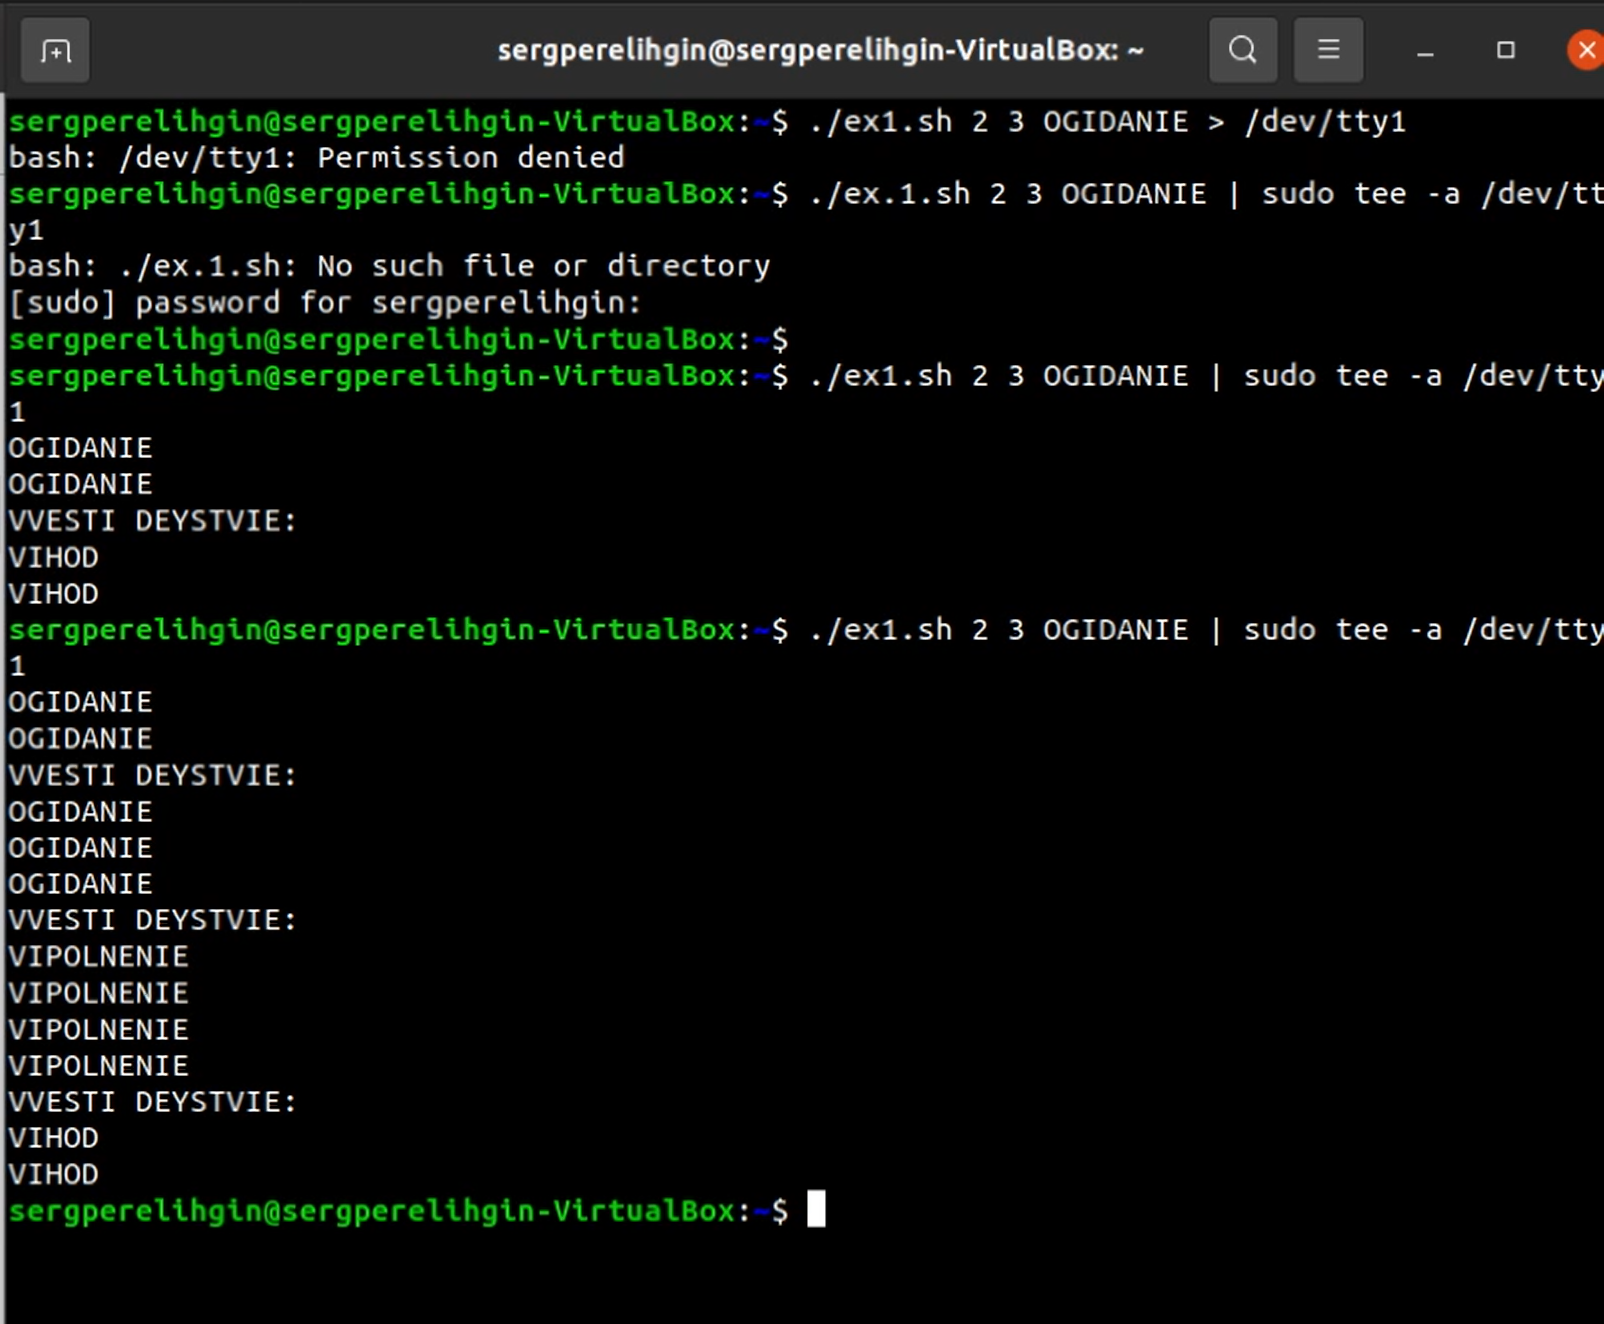 sergperelihgin@sergperelihgin-VirtualBox: ~
sergperelihgin@sergperelihgin-VirtualBox:~$ ./ex1.sh 2 3 OGIDANIE > /dev/tty1
bash: /dev/tty1: Permission denied
sergperelihgin@sergperelihgin-VirtualBox:~$ ./ex.1.sh 2 3 OGIDANIE | sudo tee -a /dev/tt
y1
bash: ./ex.1.sh: No such file or directory
[sudo] password for sergperelihgin:
sergperelihgin@sergperelihgin-VirtualBox:~$
sergperelihgin@sergperelihgin-VirtualBox:~$ ./ex1.sh 2 3 OGIDANIE | sudo tee -a /dev/tty
1
OGIDANIE
OGIDANIE
VVESTI DEYSTVIE:
VIHOD
VIHOD
sergperelihgin@sergperelihgin-VirtualBox:~$ ./ex1.sh 2 3 OGIDANIE | sudo tee -a /dev/tty
1
OGIDANIE
OGIDANIE
VVESTI DEYSTVIE:
OGIDANIE
OGIDANIE
OGIDANIE
VVESTI DEYSTVIE:
VIPOLNENIE
VIPOLNENIE
VIPOLNENIE
VIPOLNENIE
VVESTI DEYSTVIE:
VIHOD
VIHOD
sergperelihgin@sergperelihgin-VirtualBox:~$